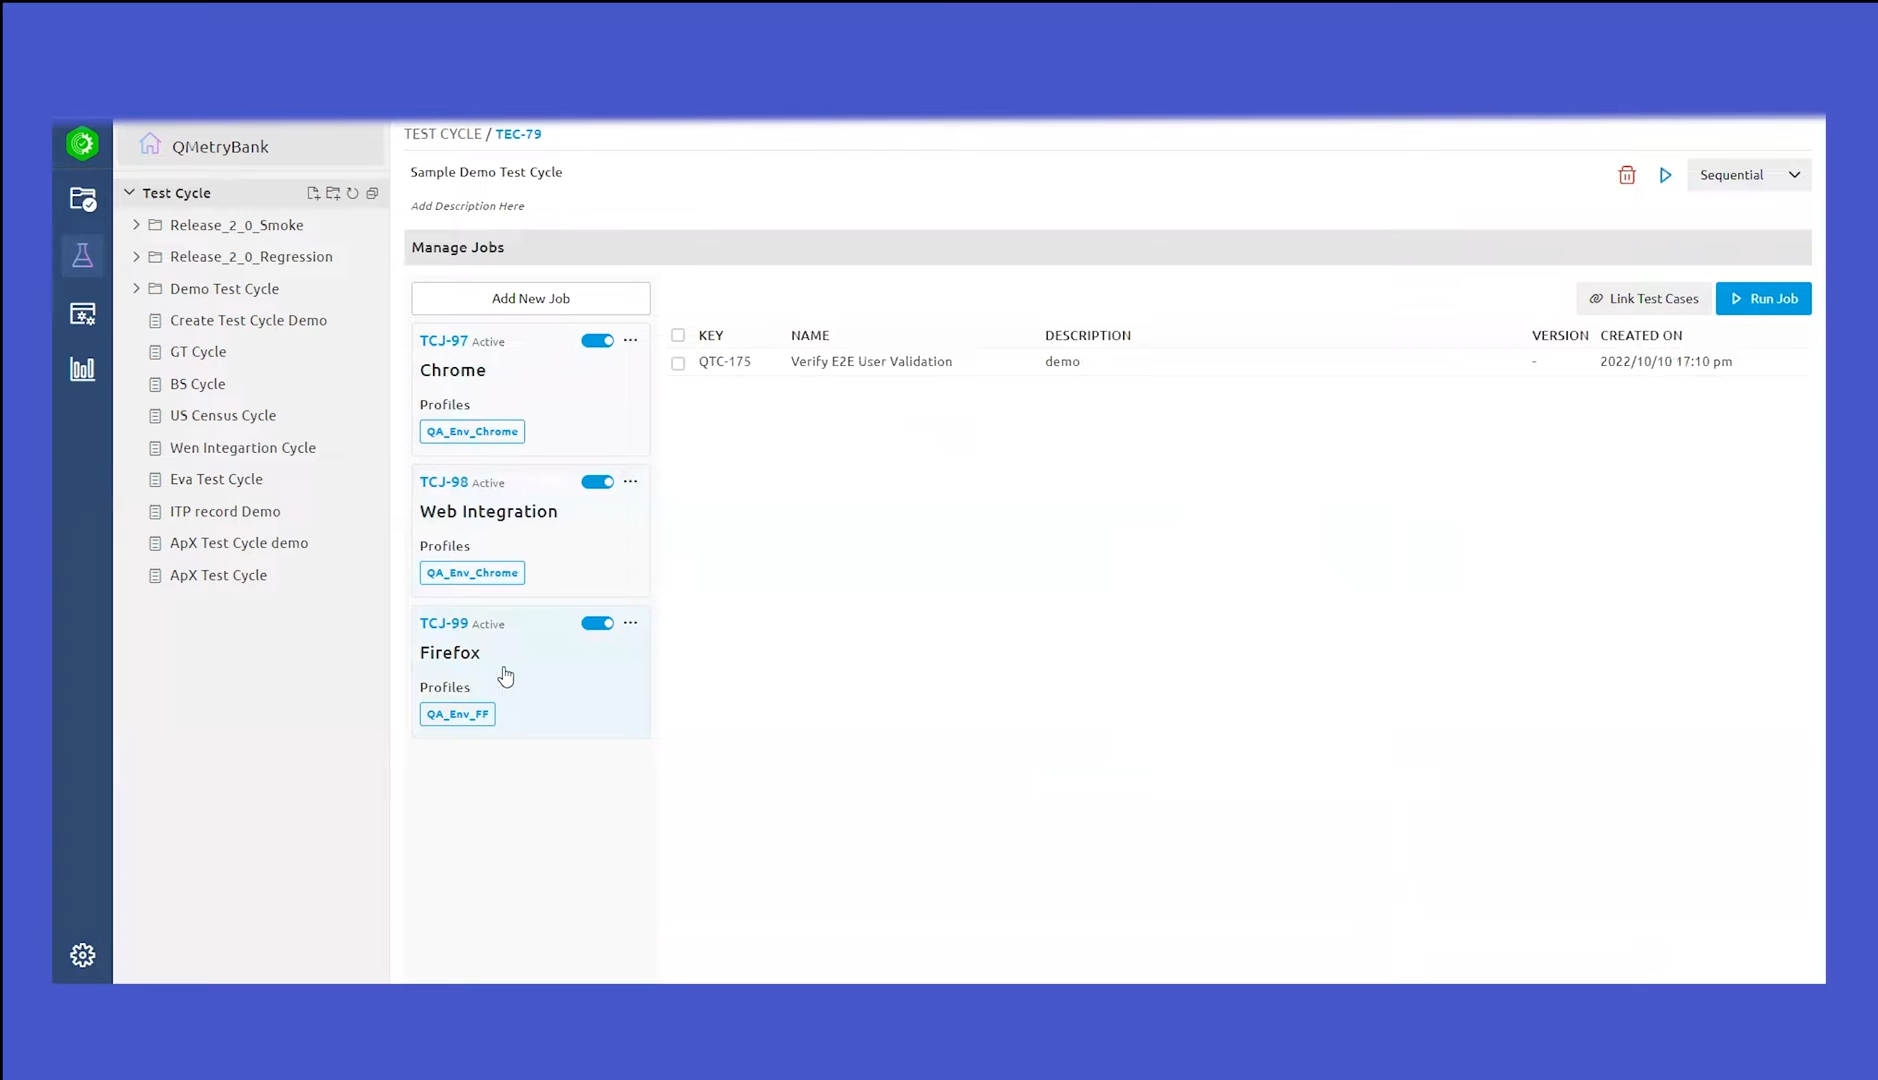 QMetryBank
Test Cycle
Release_2_0_Smoke
Release_2_0_Regression
Demo Test Cycle
Create Test Cycle Demo
GT Cycle
BS Cycle
US Census Cycle
Wen Integartion Cycle
Eva Test Cycle
ITP record Demo
ApX Test Cycle demo
ApX Test Cycle
TEST CYCLE / TEC-79
Sample Demo Test Cycle
Sequential
Add Description Here
Manage Jobs
Add New Job
TCJ-97 Active
Chrome
Profiles
QA_Env_Chrome
TCJ-98 Active
Web Integration
Profiles
QA_Env_Chrome
TCJ-99 Active
Firefox
Profiles
QA_Env_FF
Link Test Cases
Run Job
KEY NAME DESCRIPTION VERSION CREATED ON
QTC-175 Verify E2E User Validation demo - 2022/10/10 17:10 pm